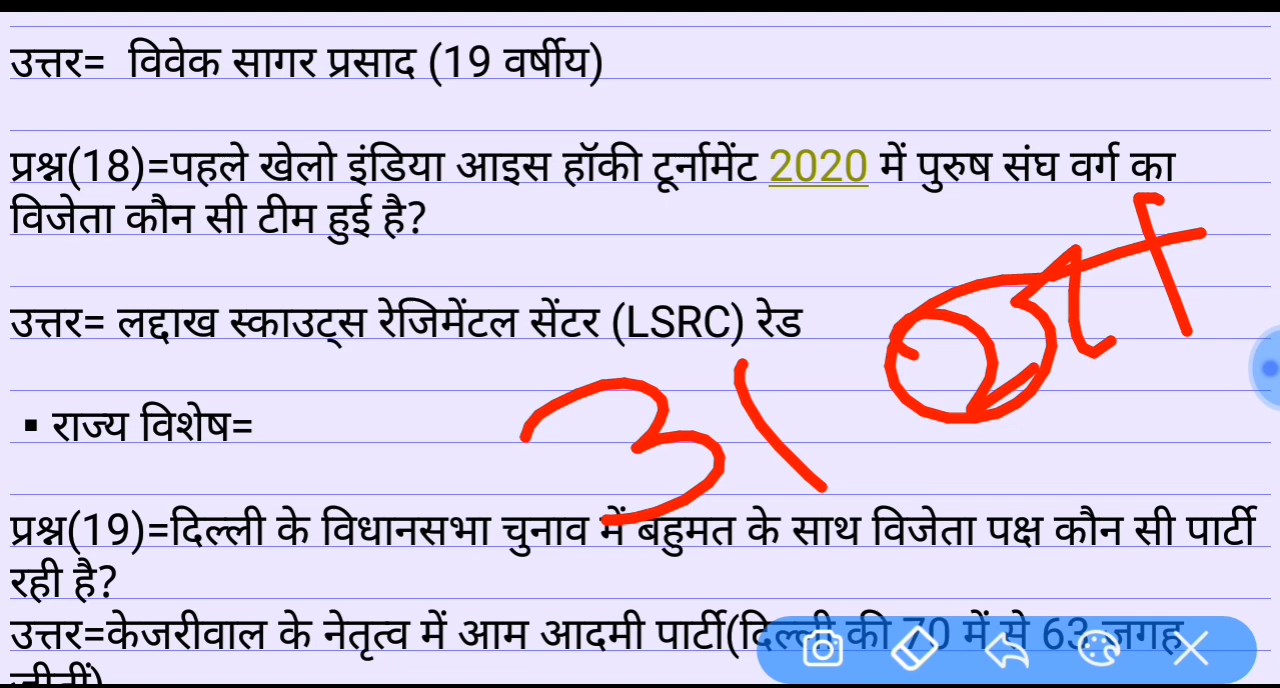 उत्तर= विवेक सागर प्रसाद (19 वर्षीय)
प्रश्न(18)=पहले खेलो इंडिया आइस हॉकी टूर्नामेंट 2020 में पुरुष संघ वर्ग का
विजेता कौन सी टीम हुई है?
उत्तर= लद्दाख स्काउट्स रेजिमेंटल सेंटर (LSRC) रेड
▪ राज्य विशेष=
प्रश्न(19)=दिल्ली के विधानसभा चुनाव में बहुमत के साथ विजेता पक्ष कौन सी पार्टी
रही है?
उत्तर=केजरीवाल के नेतृत्व में आम आदमी पार्टी(दिल्ली की 70 में से 63 जगह